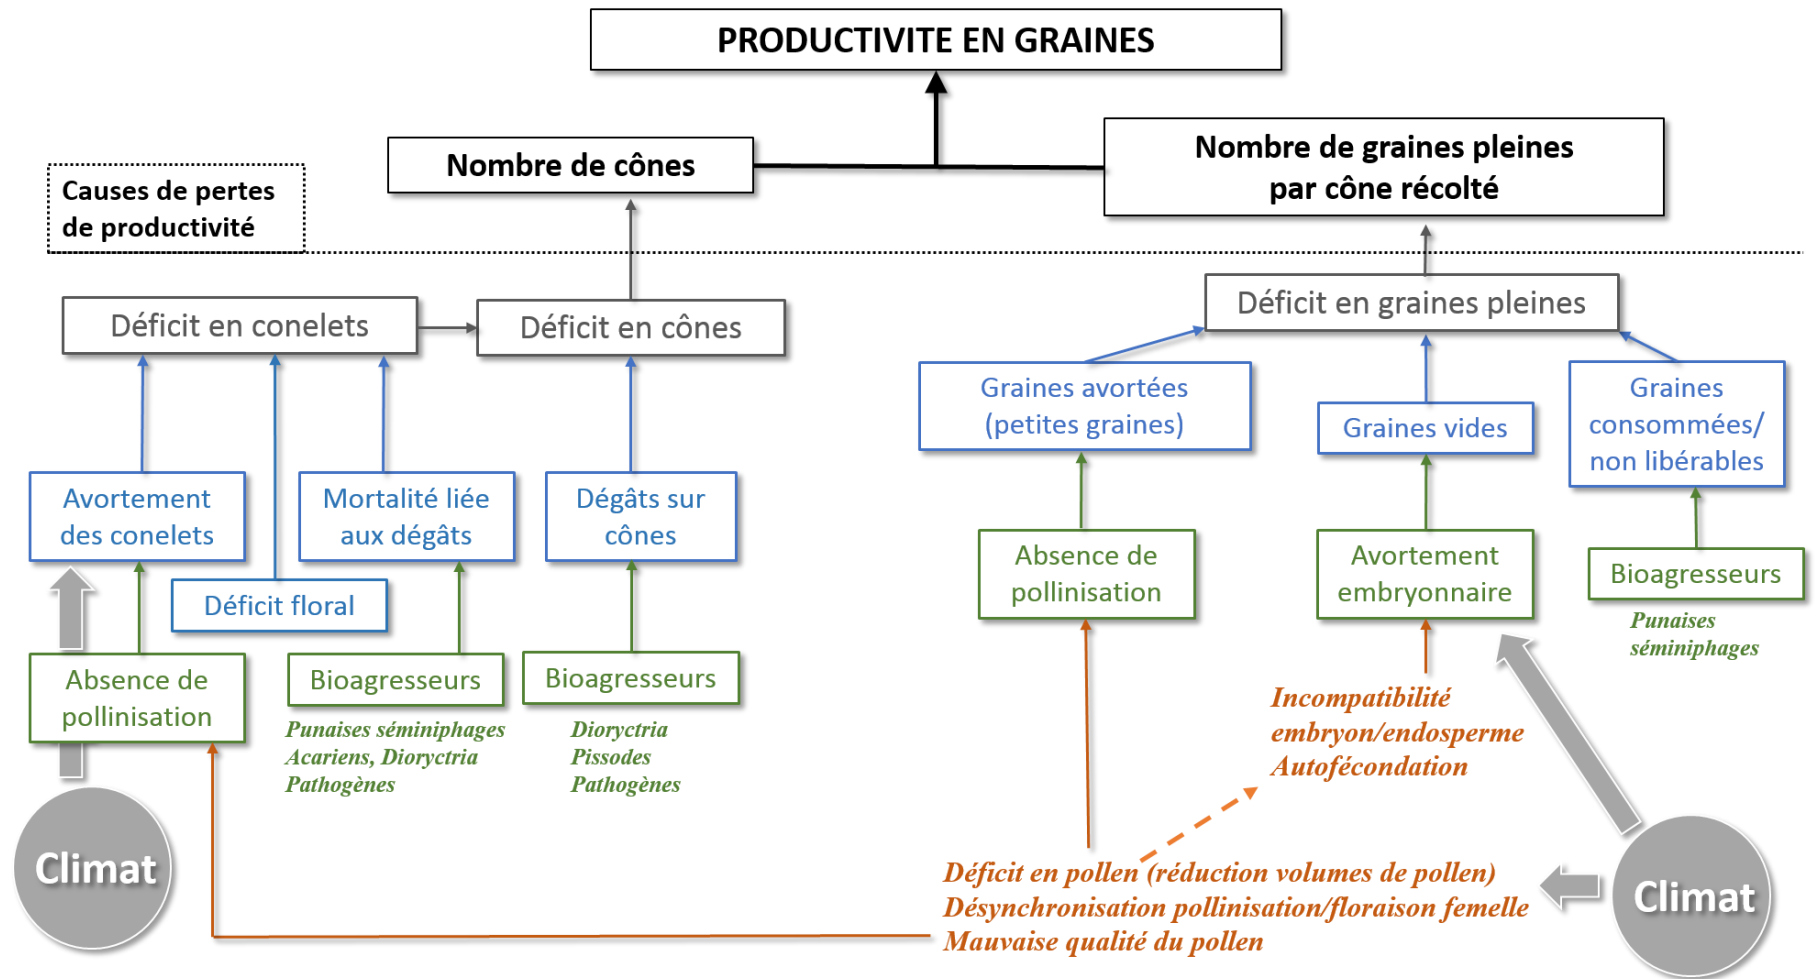 PRODUCTIVITE EN GRAINES
Nombre de cônes
Nombre de graines pleines
par cône récolté
Causes de pertes
de productivité
Déficit en conelets
Déficit en cônes
Déficit en graines pleines
Graines avortées
(petites graines)
Graines vides
Graines
consommées/
non libérables
Avortement
des conelets
Mortalité liée
aux dégâts
Dégâts sur
cônes
Absence de
pollinisation
Avortement
embryonnaire
Bioagresseurs
Punaises
séminiphages
Déficit floral
Absence de
pollinisation
Bioagresseurs
Punaises séminiphages
Acariens, Dioryctria
Pathogènes
Bioagresseurs
Dioryctria
Pissodes
Pathogènes
Incompatibilité
embryon/endosperme
Autofécondation
Climat
Déficit en pollen (réduction volumes de pollen)
Désynchronisation pollinisation/floraison femelle
Mauvaise qualité du pollen
Climat